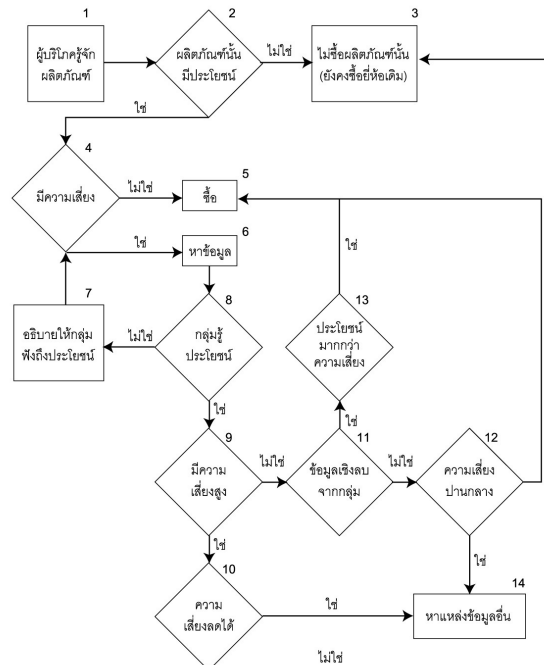 1
ผู้บริโภครู้จัก
ผลิตภัณฑ์
2
ผลิตภัณฑ์นั้น
มีประโยชน์
ไม่ใช่
3
ไม่ซื้อผลิตภัณฑ์นั้น
(ยังคงซื้อยี่ห้อเดิม)
ใช่
4
มีความเสี่ยง
ไม่ใช่
5
ซื้อ
ใช่
6
หาข้อมูล
ใช่
7
อธิบายให้กลุ่ม
ฟังถึงประโยชน์
ไม่ใช่
8
กลุ่มรู้
ประโยชน์
13
ประโยชน์
มากกว่า
ความเสี่ยง
ใช่
ใช่
9
มีความ
เสี่ยงสูง
ไม่ใช่
11
ข้อมูลเชิงลบ
จากกลุ่ม
ไม่ใช่
12
ความเสี่ยง
ปานกลาง
ใช่
ใช่
10
ความ
เสี่ยงลดได้
ใช่
14
หาแหล่งข้อมูลอื่น
ไม่ใช่